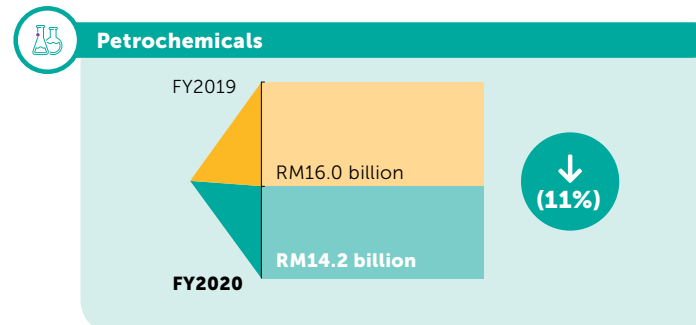 Petrochemicals
FY2019
RM16.0 billion
↓
(11%)
RM14.2 billion
FY2020